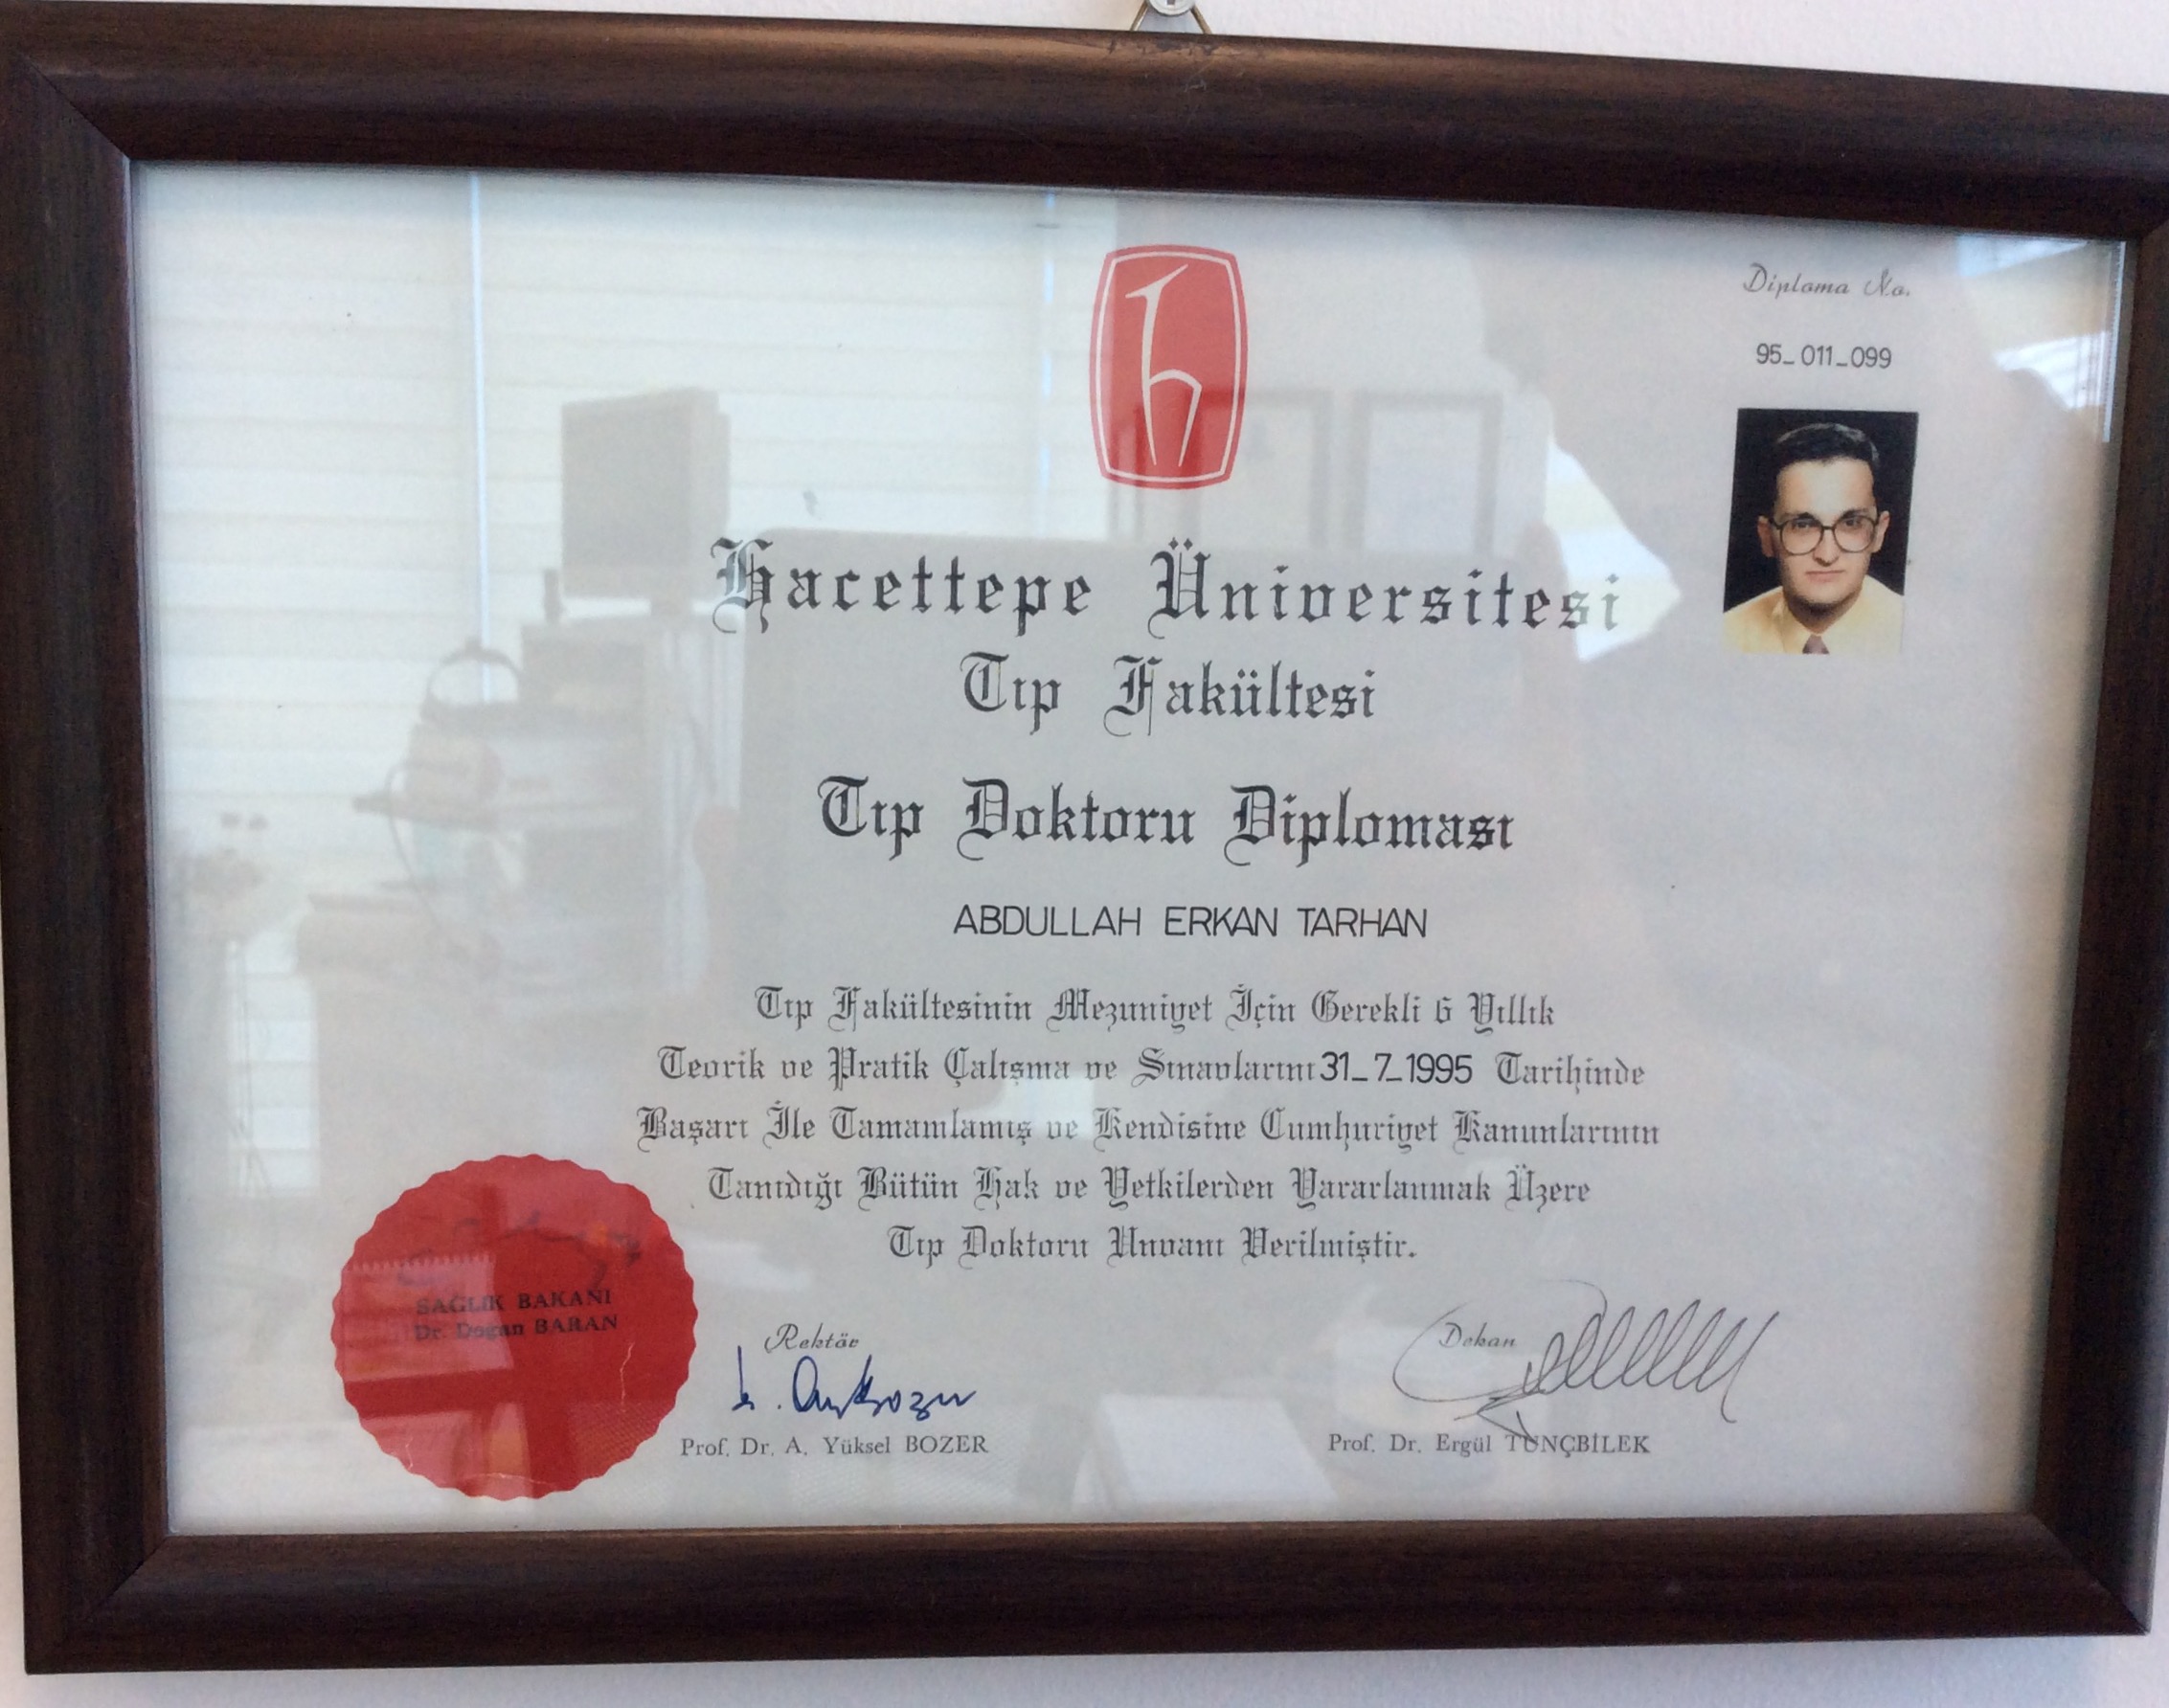 Diploma No.
95_011_099
Hacettepe Üniversitesi
Tıp Fakültesi
Tıp Doktoru Diploması
ABDULLAH ERKAN TARHAN
Tıp Fakültesinin Mezuniyet İçin Gerekli 6 Yıllık
Teorik ve Pratik Çalışma ve Sınavlarını 31_7_1995 Tarihinde
Başarı İle Tamamlamış ve Kendisine Cumhuriyet Kanunlarının
Tanıdığı Bütün Hak ve Yetkilerden Yararlanmak Üzere
Tıp Doktoru Unvanı Verilmiştir.
SAĞLIK BAKANI
Dr. Doğan BARAN
Rektör
Prof. Dr. A. Yüksel BOZER
Dekan
Prof. Dr. Ergül TUNÇBİLEK